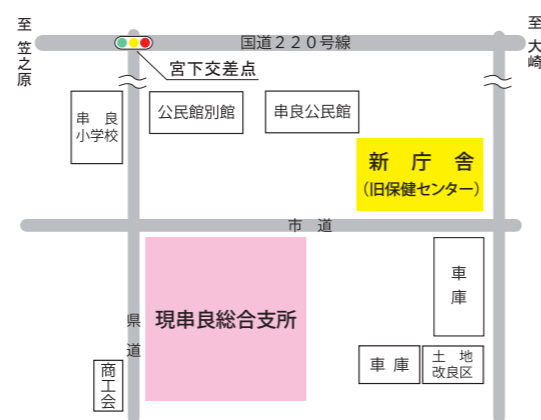 至笠之原
国道２２０号線
至大崎
宮下交差点
串良
小学校
公民館別館
串良公民館
新庁舎
（旧保健センター）
市道
県道
現串良総合支所
車庫
商工会
車庫
土地
改良区